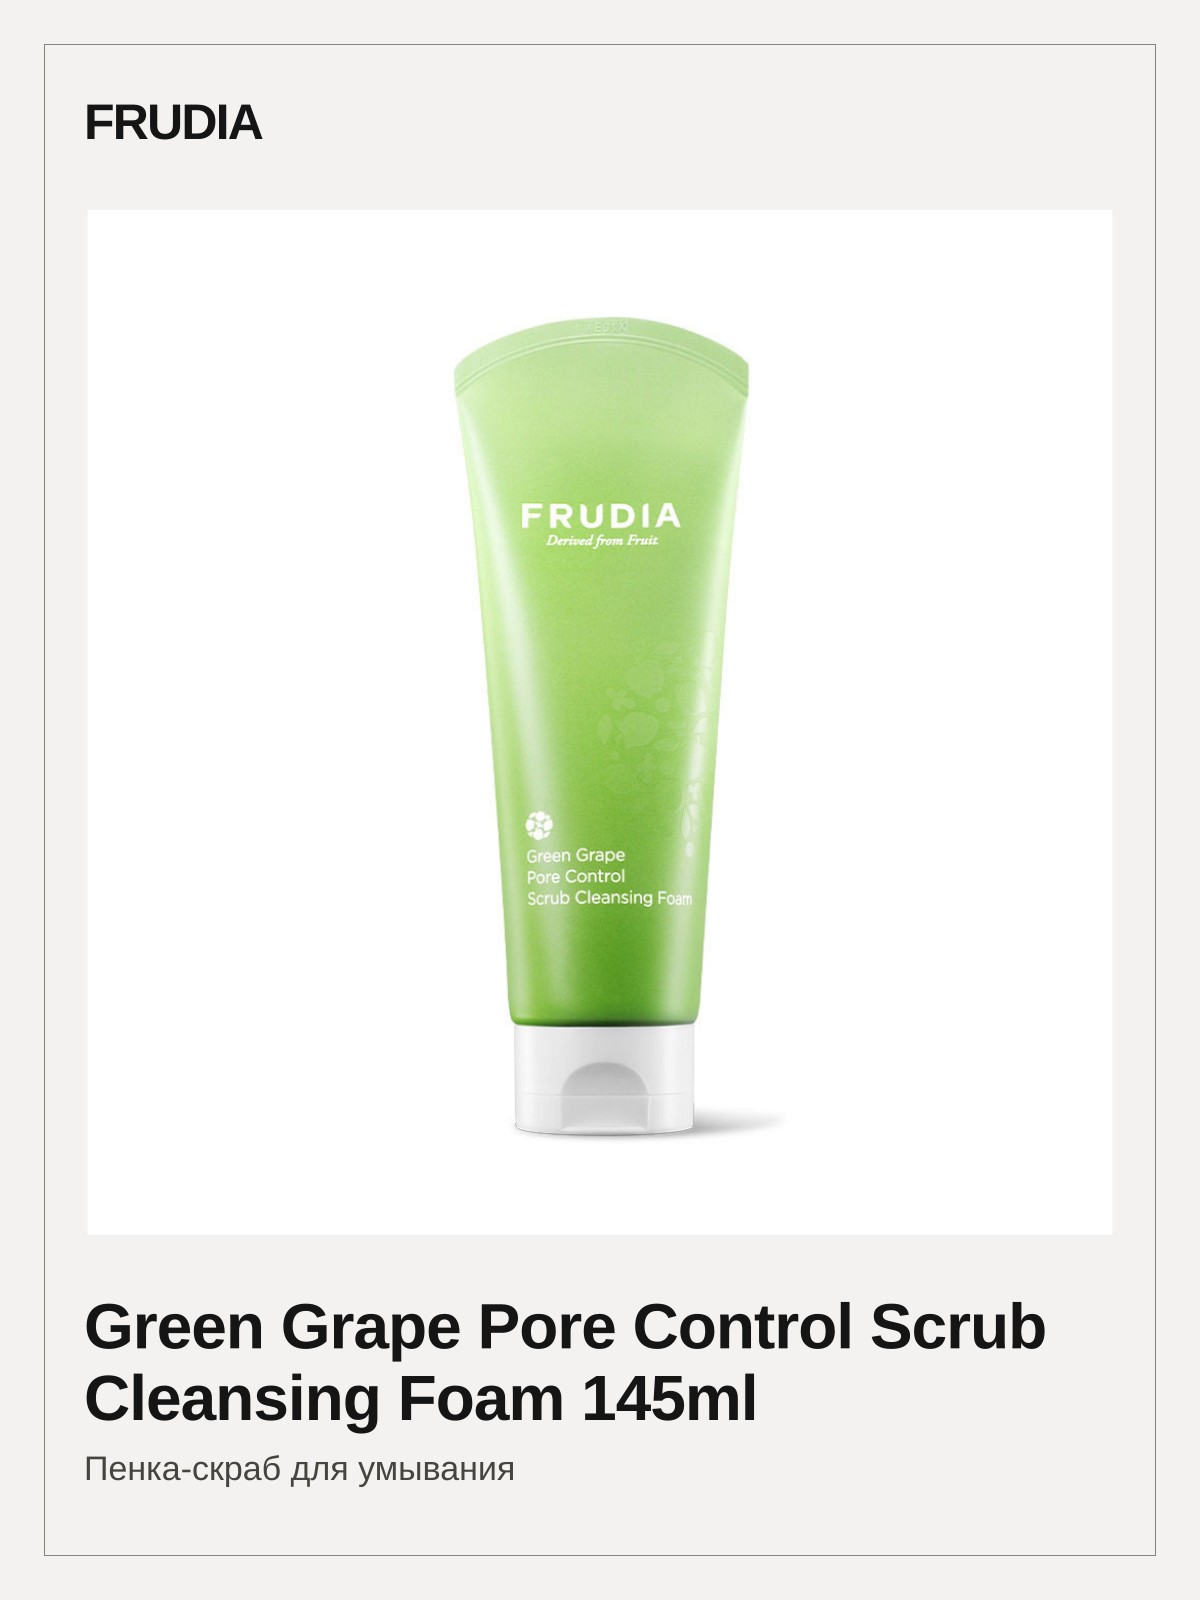 FRUDIA
FRUDIA
Derived from Fruit
Green Grape
Pore Control
Scrub Cleansing Foam
Green Grape Pore Control Scrub
Cleansing Foam 145ml
Пенка-скраб для умывания